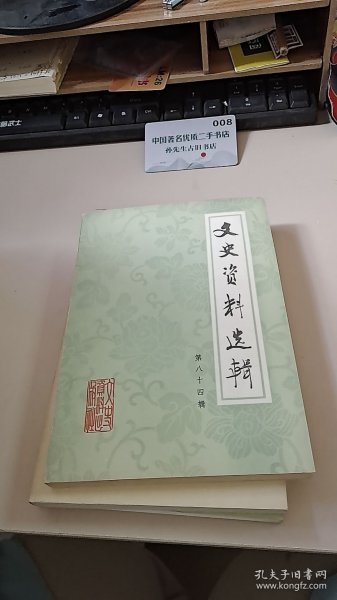 008
中国著名优质二手书店
孙先生古旧书店
文史资料选辑
第八十四辑
孔夫子旧书网
www.kongfz.com